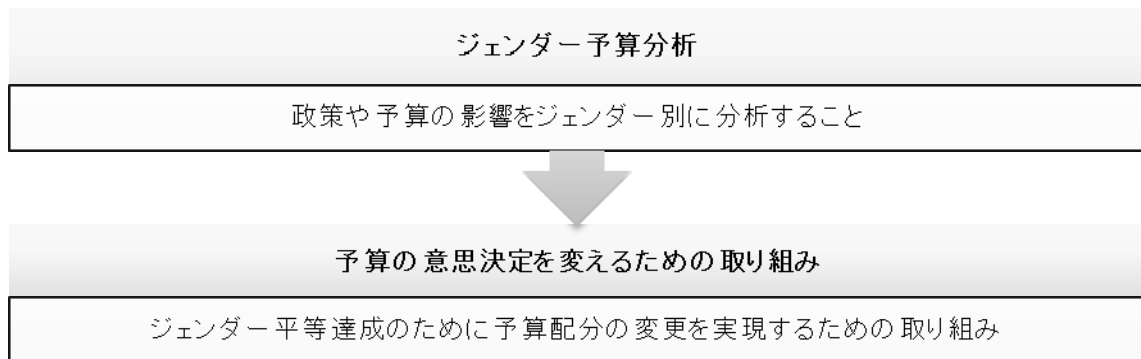 ジェンダー予算分析
政策や予算の影響をジェンダー別に分析すること
予算の意思決定を変えるための取り組み
ジェンダー平等達成のために予算配分の変更を実現するための取り組み